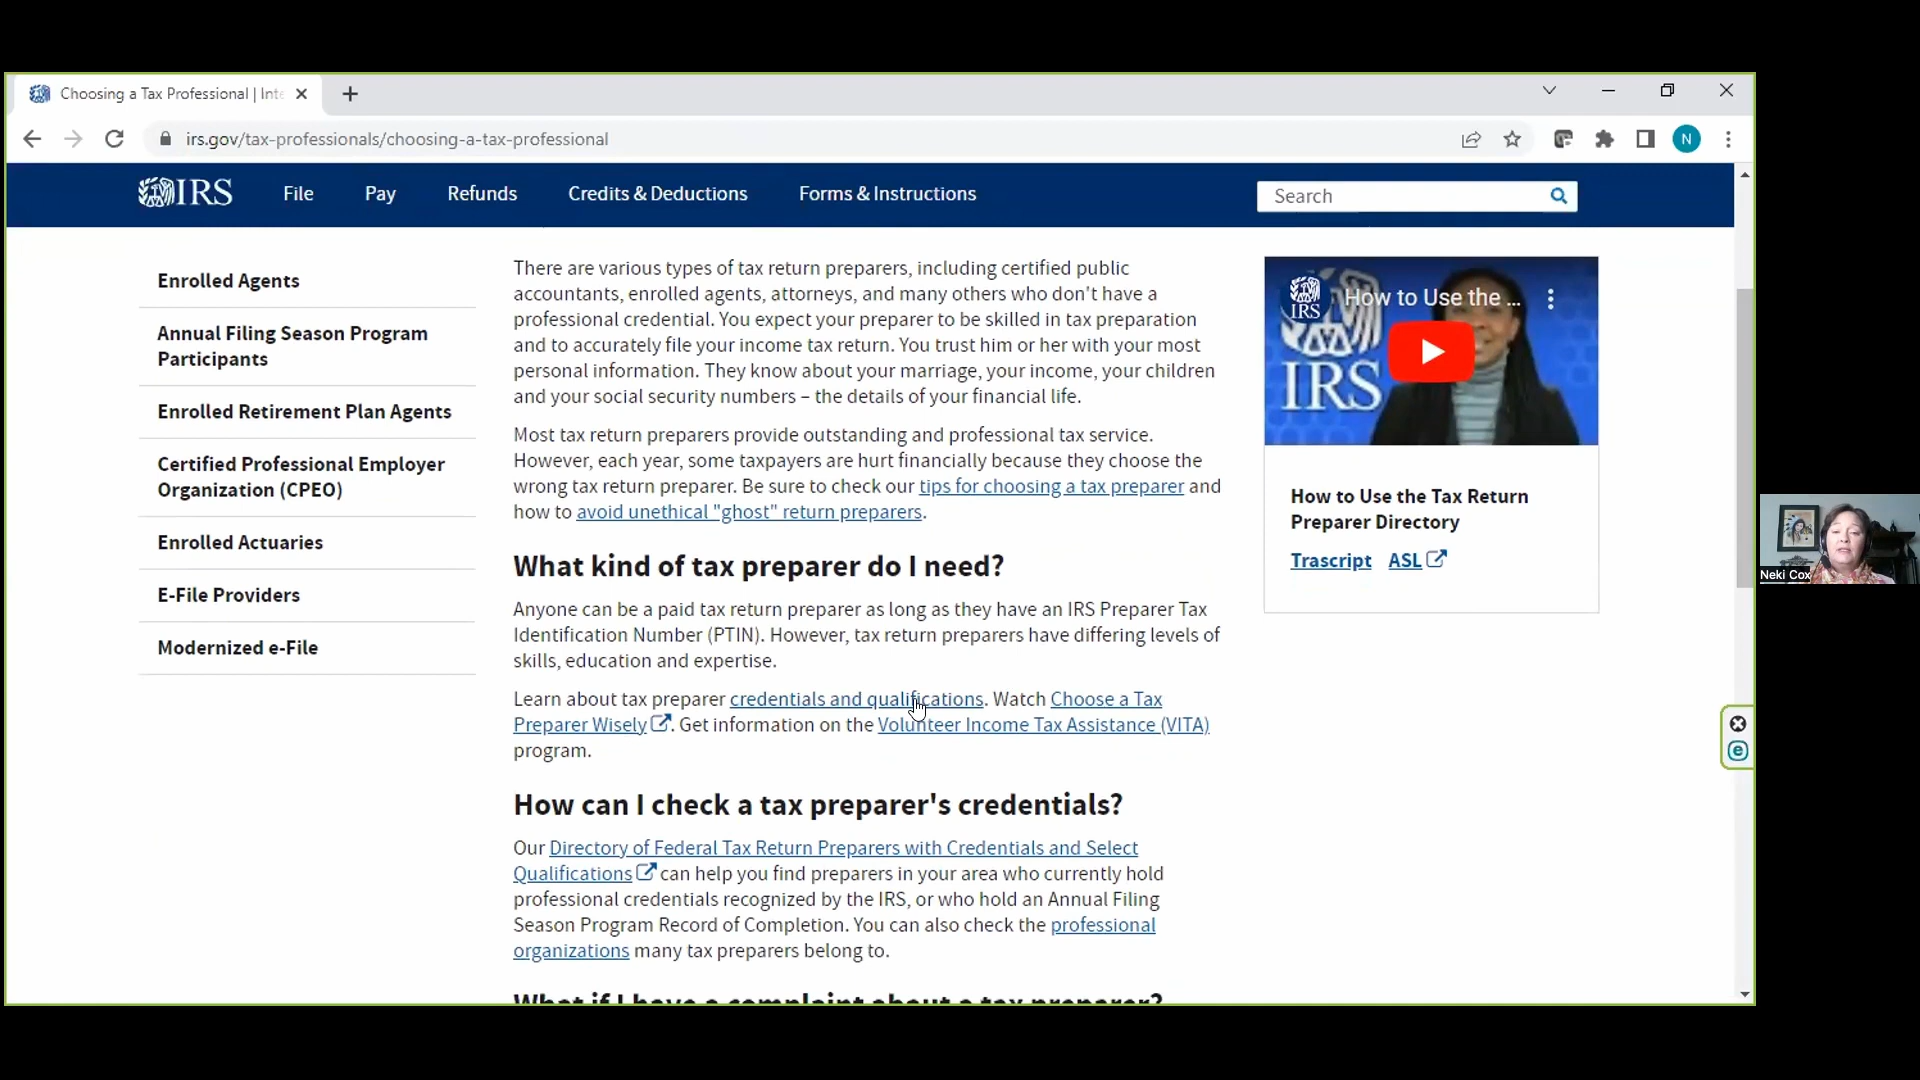 Choosing a Tax Professional | Inte
irs.gov/tax-professionals/choosing-a-tax-professional
N
IRS
File
Pay
Refunds
Credits & Deductions
Forms & Instructions
Search
Enrolled Agents
Annual Filing Season Program
Participants
Enrolled Retirement Plan Agents
Certified Professional Employer
Organization (CPEO)
Enrolled Actuaries
E-File Providers
Modernized e-File
There are various types of tax return preparers, including certified public
accountants, enrolled agents, attorneys, and many others who don't have a
professional credential. You expect your preparer to be skilled in tax preparation
and to accurately file your income tax return. You trust him or her with your most
personal information. They know about your marriage, your income, your children
and your social security numbers – the details of your financial life.
Most tax return preparers provide outstanding and professional tax service.
However, each year, some taxpayers are hurt financially because they choose the
wrong tax return preparer. Be sure to check our tips for choosing a tax preparer and
how to avoid unethical "ghost" return preparers.
What kind of tax preparer do I need?
Anyone can be a paid tax return preparer as long as they have an IRS Preparer Tax
Identification Number (PTIN). However, tax return preparers have differing levels of
skills, education and expertise.
Learn about tax preparer credentials and qualifications. Watch Choose a Tax
Preparer Wisely. Get information on the Volunteer Income Tax Assistance (VITA)
program.
How can I check a tax preparer's credentials?
Our Directory of Federal Tax Return Preparers with Credentials and Select
Qualifications can help you find preparers in your area who currently hold
professional credentials recognized by the IRS, or who hold an Annual Filing
Season Program Record of Completion. You can also check the professional
organizations many tax preparers belong to.
What if I have a complaint about a tax preparer?
IRS
How to Use the ...
IRS
How to Use the Tax Return
Preparer Directory
Trascript ASL
e
Neki Cox